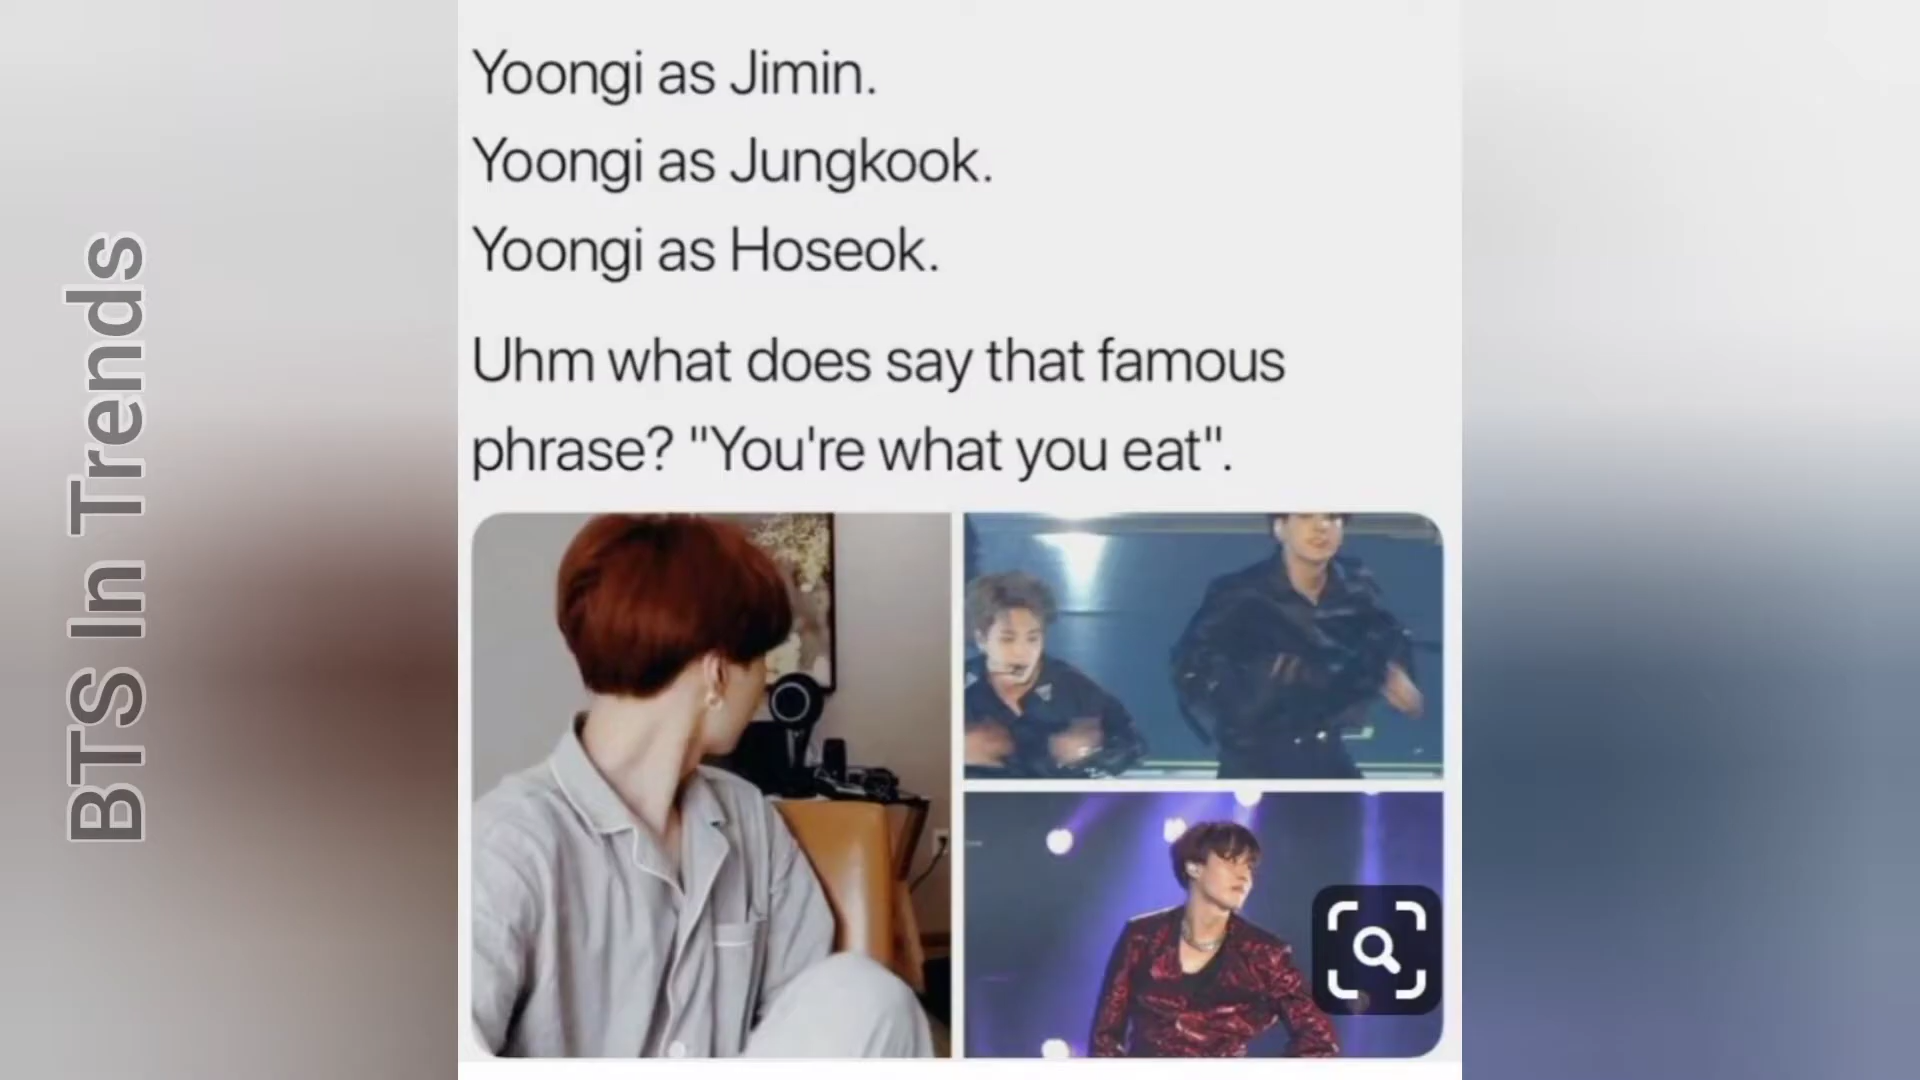 BTS In Trends
Yoongi as Jimin.
Yoongi as Jungkook.
Yoongi as Hoseok.
Uhm what does say that famous
phrase? "You're what you eat".